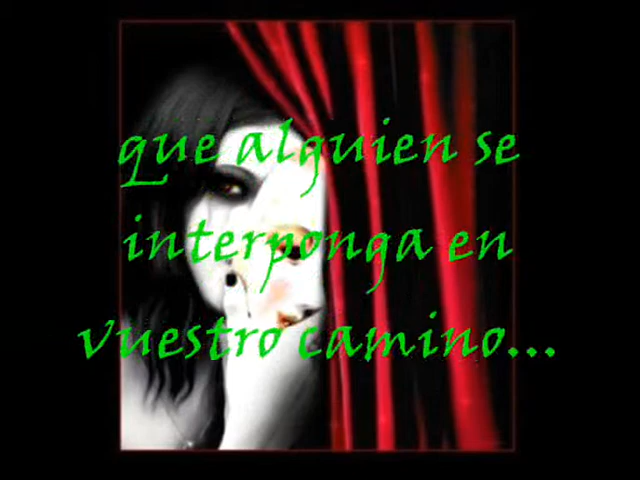 que alguien se
interponga en
vuestro camino...